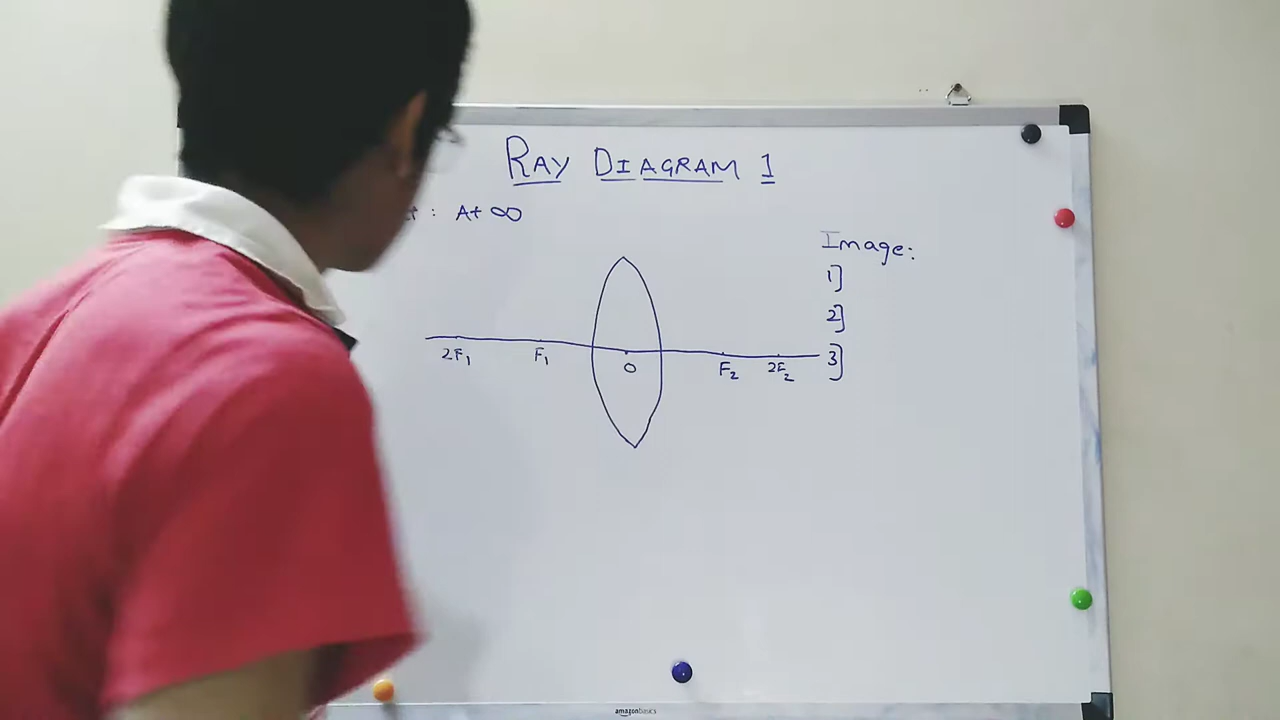 RAY DIAGRAM 1
: At ∞
Image:
1]
2]
3]
2F₁ F₁ O F₂ 2F₂
amazonbasics